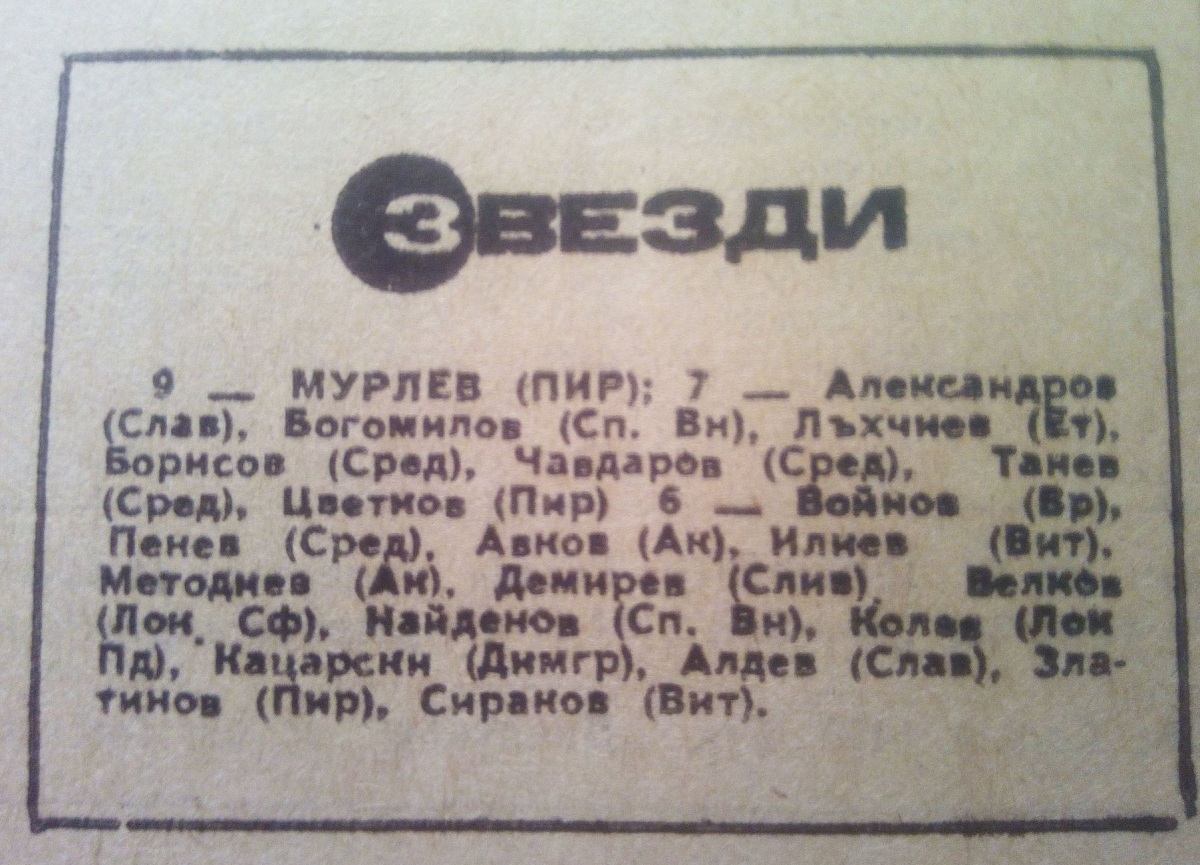 ЗВЕЗДИ
9 — МУРЛЕВ (ПИР); 7 — Александров
(Слав), Богомилов (Сп. Вн), Лъхчиев (Ет),
Борисов (Сред), Чавдаров (Сред), Танев
(Сред), Цветков (Пир) 6 — Войнов (Вр),
Пенев (Сред), Авков (Ак), Илиев (Вит),
Методиев (Ак), Демирев (Слив), Велков
(Лок. Сф), Найденов (Сп. Вн), Колев (Лок
Пд), Кацарски (Димгр), Алдев (Слав), Зла-
тинов (Пир), Сираков (Вит).